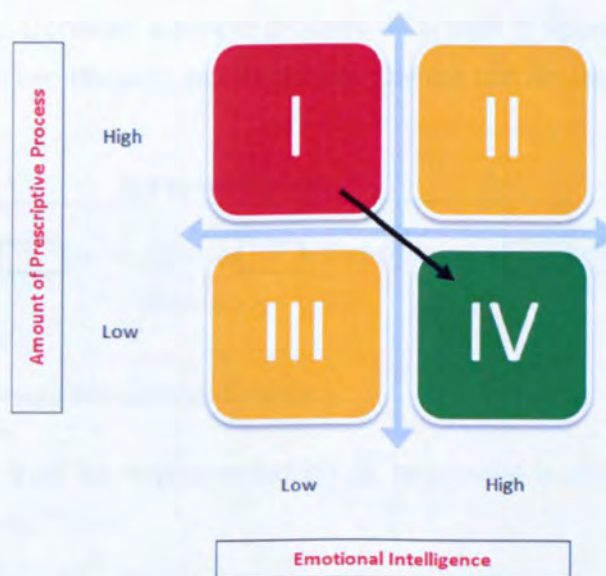 Amount of Prescriptive Process
High
I
II
Low
III
IV
Low
High
Emotional Intelligence